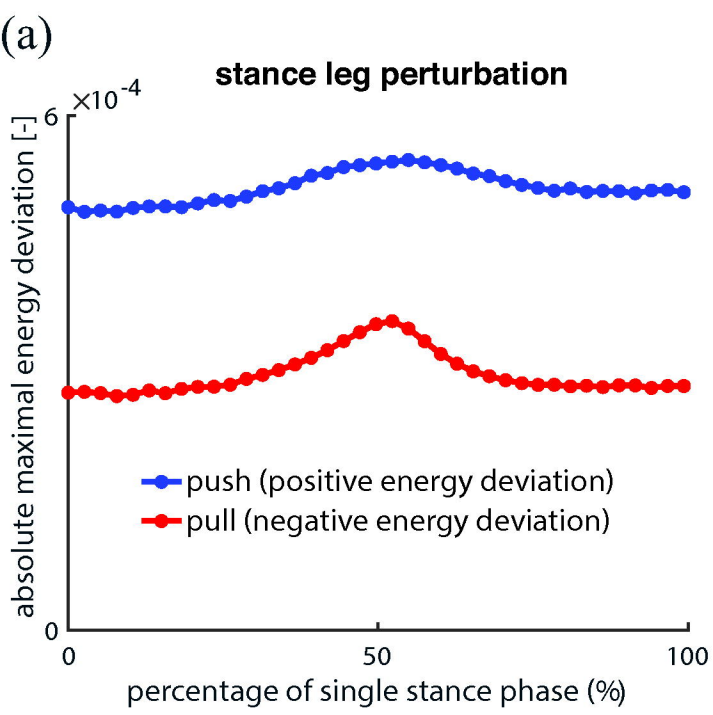 (a)
stance leg perturbation
×10⁻⁴
6
absolute maximal energy deviation [-]
push (positive energy deviation)
pull (negative energy deviation)
0
0 50 100
percentage of single stance phase (%)